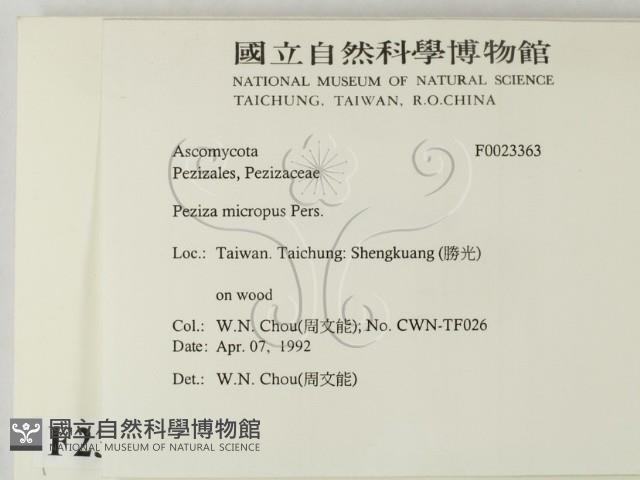 國立自然科學博物館
NATIONAL MUSEUM OF NATURAL SCIENCE
TAICHUNG, TAIWAN, R.O.CHINA
Ascomycota F0023363
Pezizales, Pezizaceae
Peziza micropus Pers.
Loc.: Taiwan. Taichung: Shengkuang (勝光)
on wood
Col.: W.N. Chou(周文能); No. CWN-TF026
Date: Apr. 07, 1992
Det.: W.N. Chou(周文能)
國立自然科學博物館
NATIONAL MUSEUM OF NATURAL SCIENCE